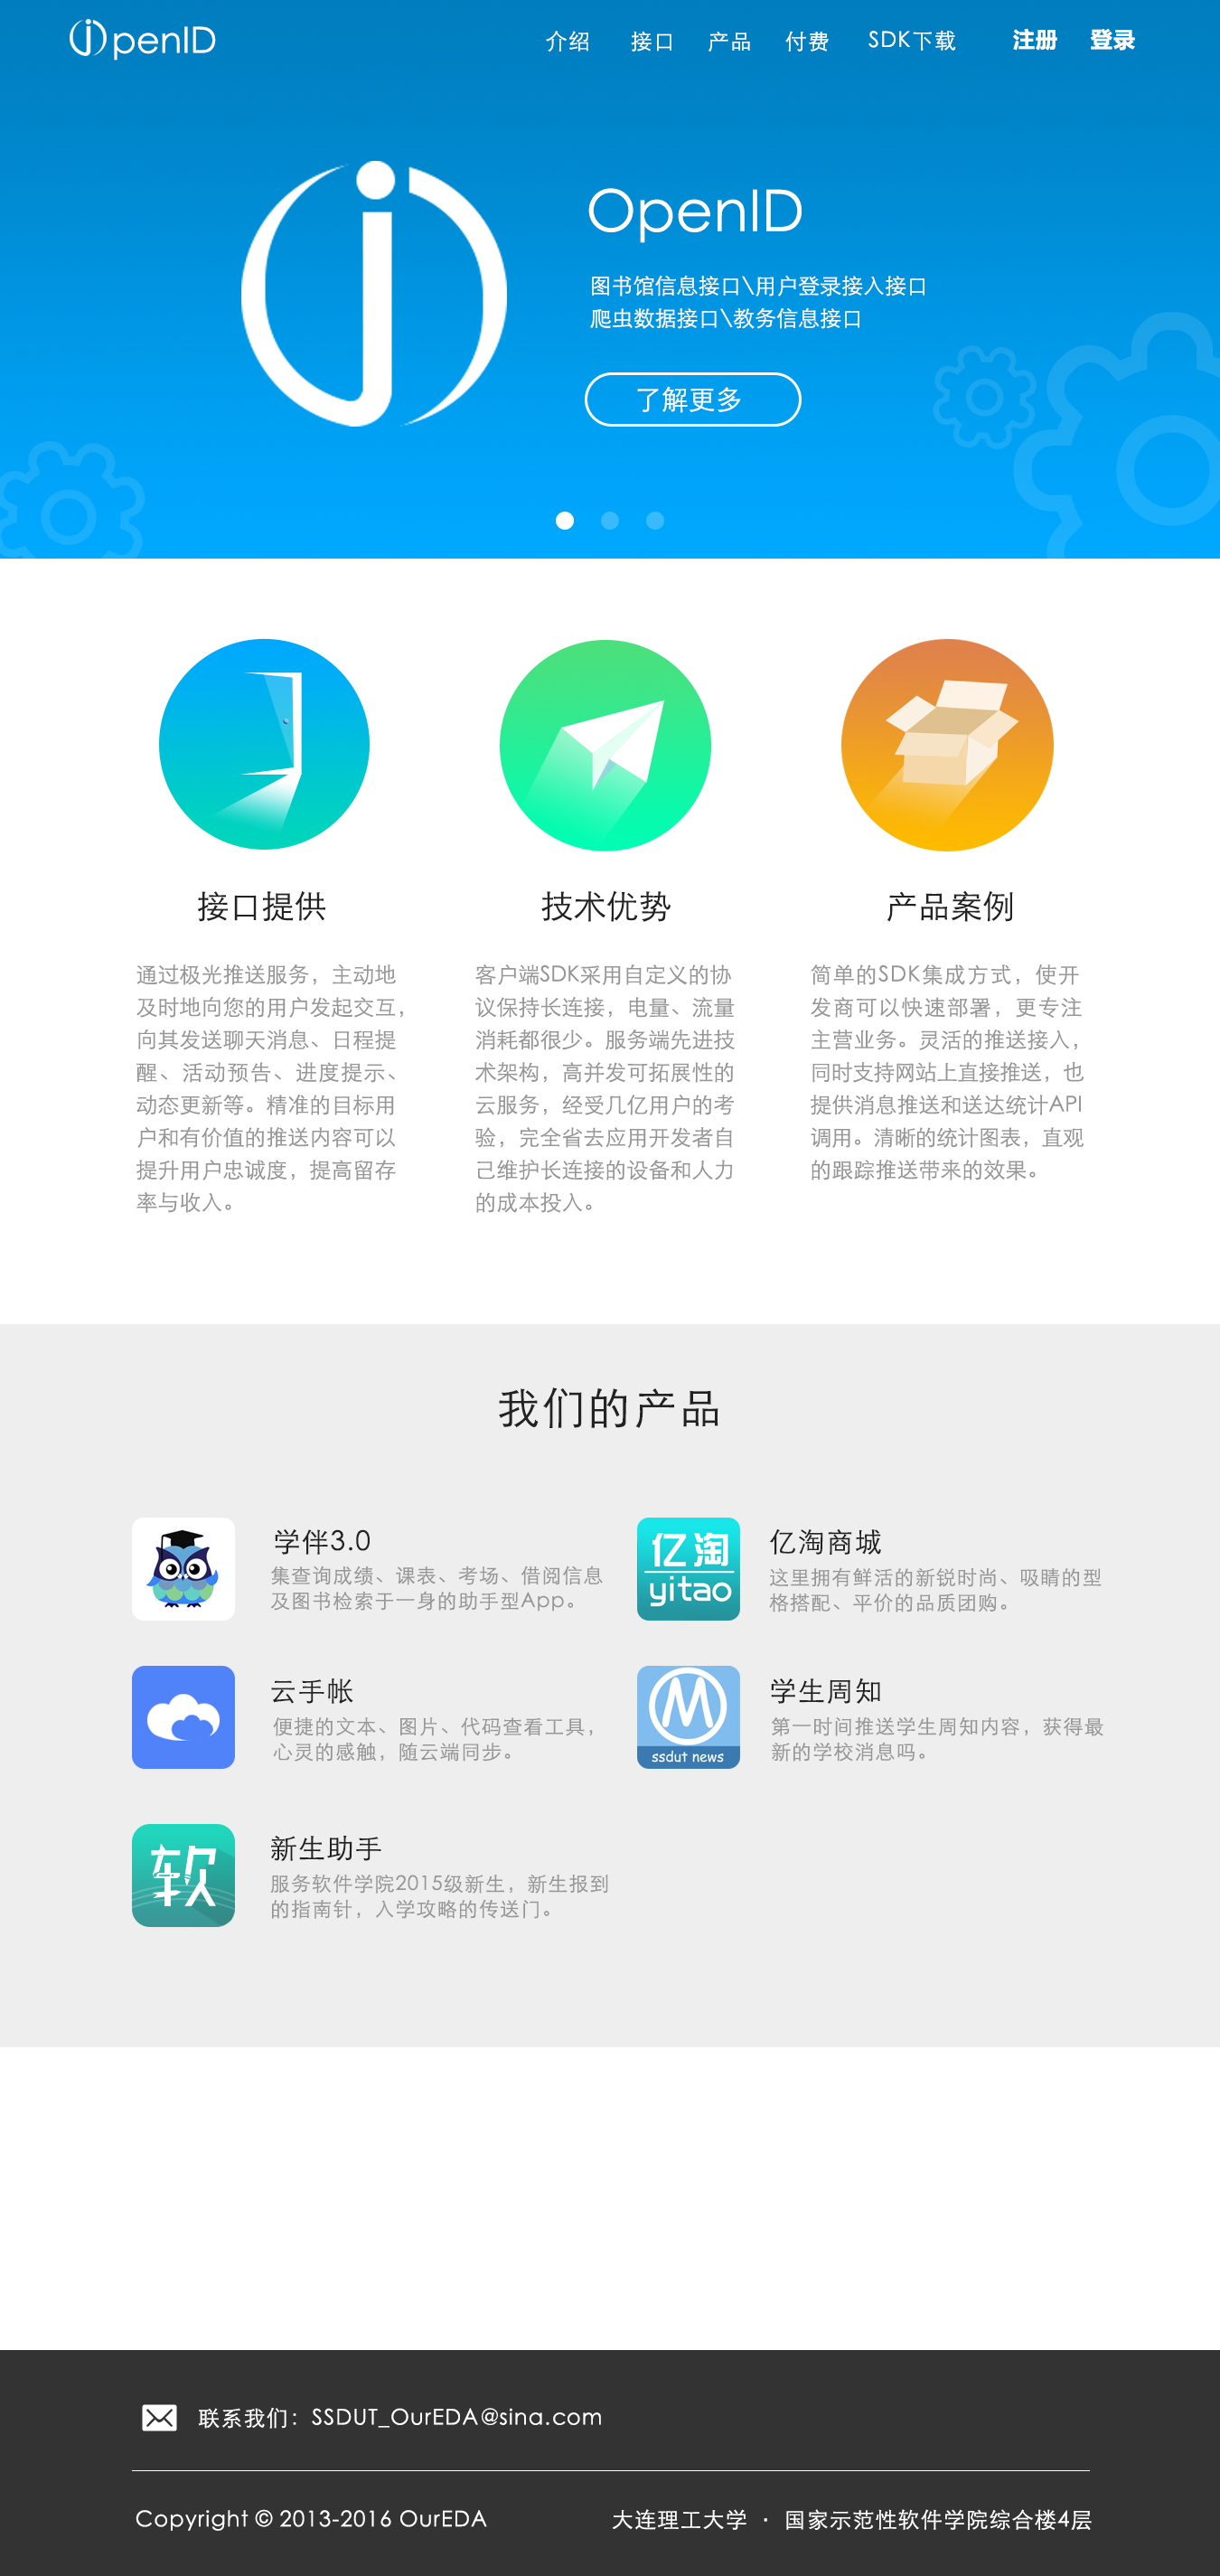 OpenID
介绍 接口 产品 付费 SDK下载 注册 登录
OpenID
图书馆信息接口\用户登录接入接口
爬虫数据接口\教务信息接口
了解更多
接口提供
通过极光推送服务，主动地
及时地向您的用户发起交互，
向其发送聊天消息、日程提
醒、活动预告、进度提示、
动态更新等。精准的目标用
户和有价值的推送内容可以
提升用户忠诚度，提高留存
率与收入。
技术优势
客户端SDK采用自定义的协
议保持长连接，电量、流量
消耗都很少。服务端先进技
术架构，高并发可拓展性的
云服务，经受几亿用户的考
验，完全省去应用开发者自
己维护长连接的设备和人力
的成本投入。
产品案例
简单的SDK集成方式，使开
发商可以快速部署，更专注
主营业务。灵活的推送接入，
同时支持网站上直接推送，也
提供消息推送和送达统计API
调用。清晰的统计图表，直观
的跟踪推送带来的效果。
我们的产品
学伴3.0
集查询成绩、课表、考场、借阅信息
及图书检索于一身的助手型App。
亿淘
yitao
亿淘商城
这里拥有鲜活的新锐时尚、吸睛的型
格搭配、平价的品质团购。
云手帐
便捷的文本、图片、代码查看工具，
心灵的感触，随云端同步。
M
ssdut news
学生周知
第一时间推送学生周知内容，获得最
新的学校消息吗。
软
新生助手
服务软件学院2015级新生，新生报到
的指南针，入学攻略的传送门。
联系我们：SSDUT_OurEDA@sina.com
Copyright © 2013-2016 OurEDA
大连理工大学 · 国家示范性软件学院综合楼4层